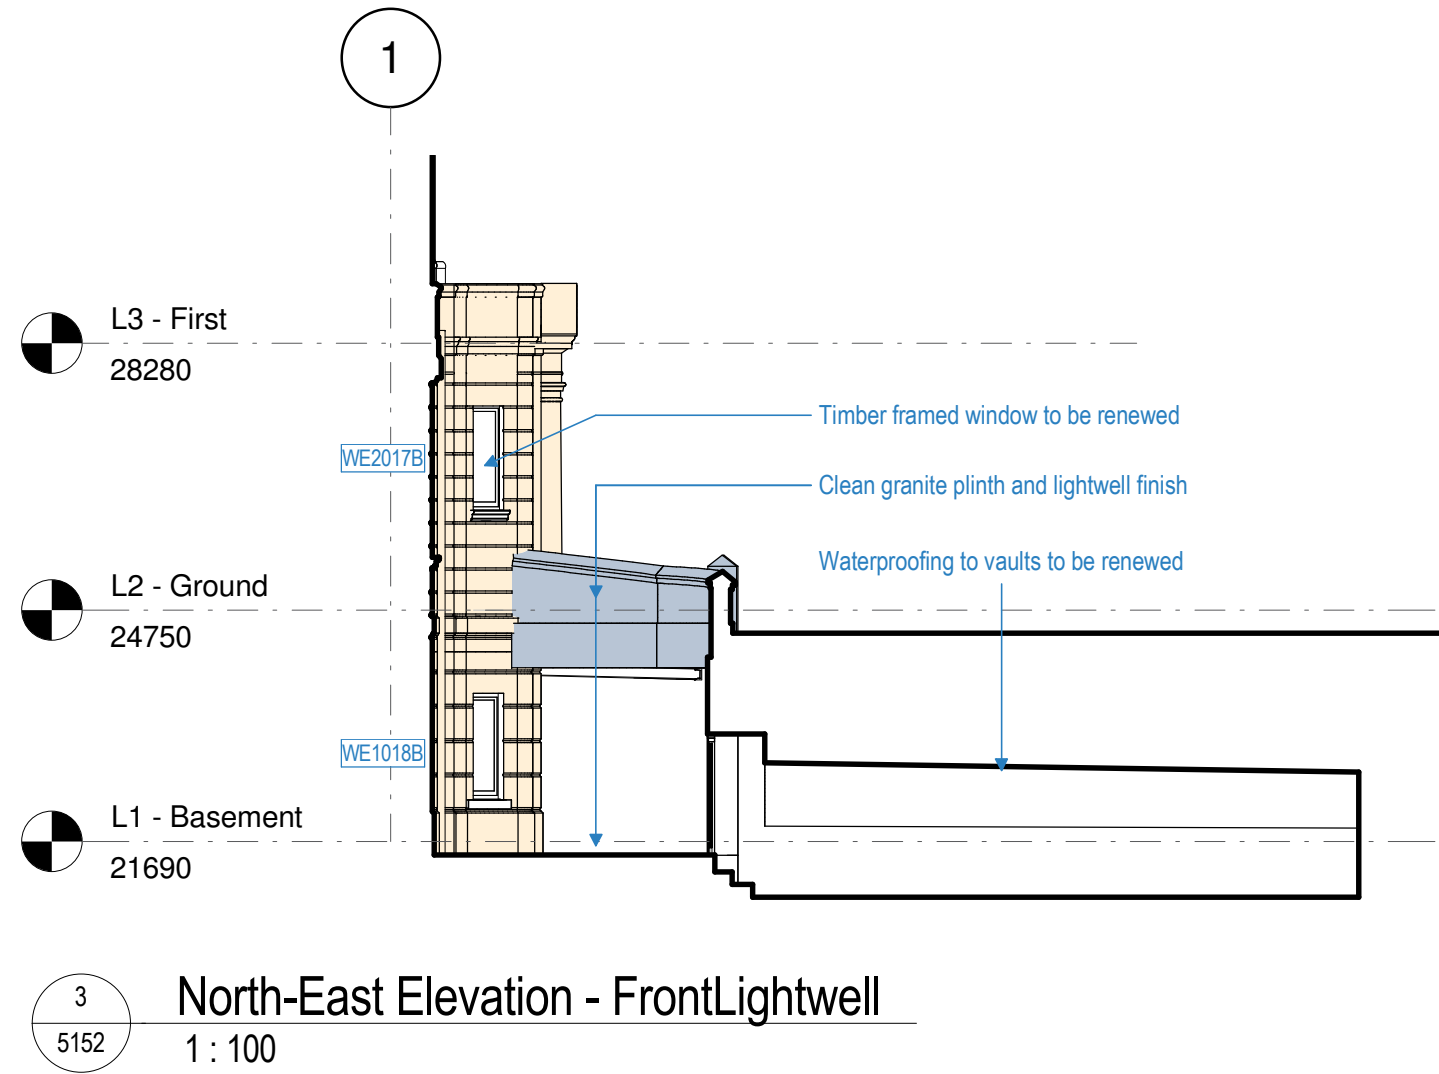 1
L3 - First
28280
Timber framed window to be renewed
WE2017B
Clean granite plinth and lightwell finish
Waterproofing to vaults to be renewed
L2 - Ground
24750
WE1018B
L1 - Basement
21690
3
5152
North-East Elevation - FrontLightwell
1 : 100